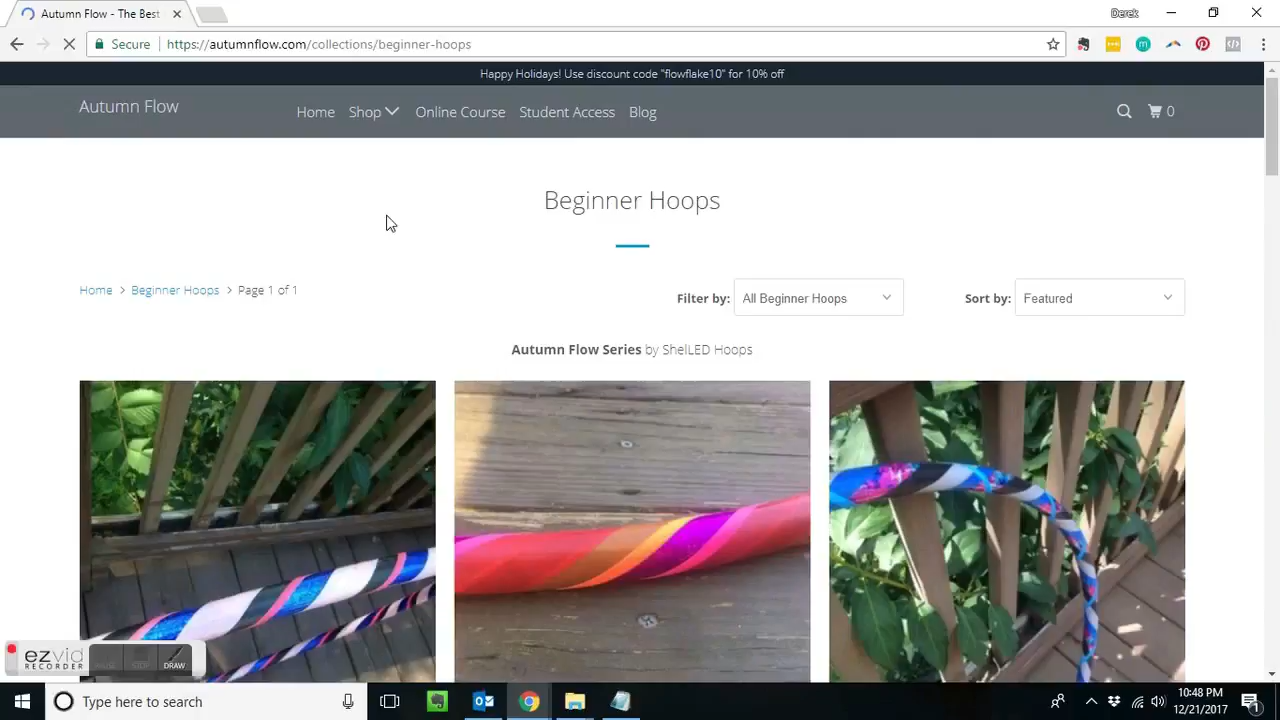 Autumn Flow - The Best
Derek
Secure https://autumnflow.com/collections/beginner-hoops
Happy Holidays! Use discount code "flowflake10" for 10% off
Autumn Flow
Home Shop Online Course Student Access Blog
0
Beginner Hoops
Home > Beginner Hoops > Page 1 of 1
Filter by: All Beginner Hoops
Sort by: Featured
Autumn Flow Series by ShelLED Hoops
ezvid
RECORDER
PAUSE STOP DRAW
Type here to search
10:48 PM
12/21/2017
1